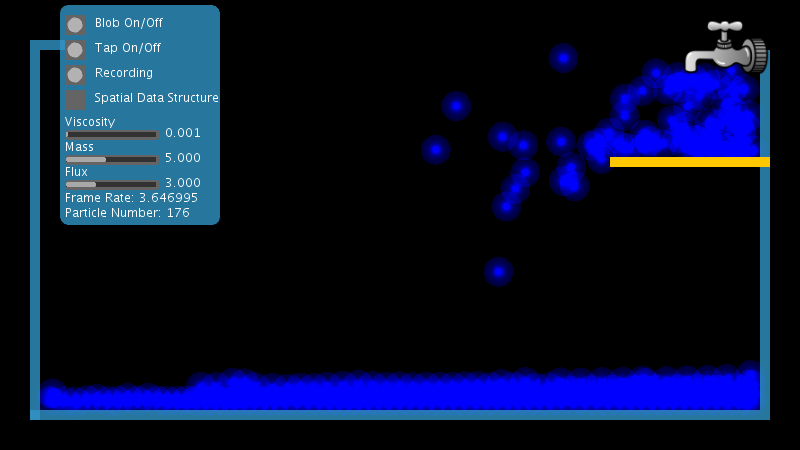 Blob On/Off
Tap On/Off
Recording
Spatial Data Structure
Viscosity
0.001
Mass
5.000
Flux
3.000
Frame Rate: 3.646995
Particle Number: 176